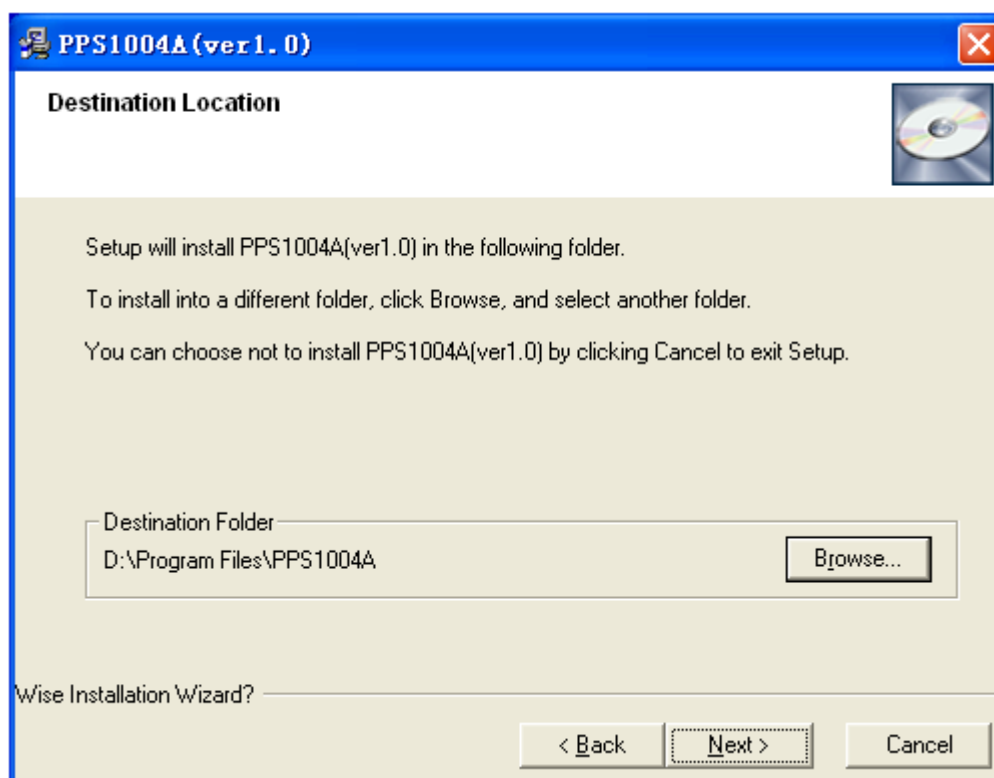 PPS1004A(ver1.0)
Destination Location
Setup will install PPS1004A(ver1.0) in the following folder.
To install into a different folder, click Browse, and select another folder.
You can choose not to install PPS1004A(ver1.0) by clicking Cancel to exit Setup.
Destination Folder
D:\Program Files\PPS1004A
Browse...
Wise Installation Wizard?
< Back
Next >
Cancel